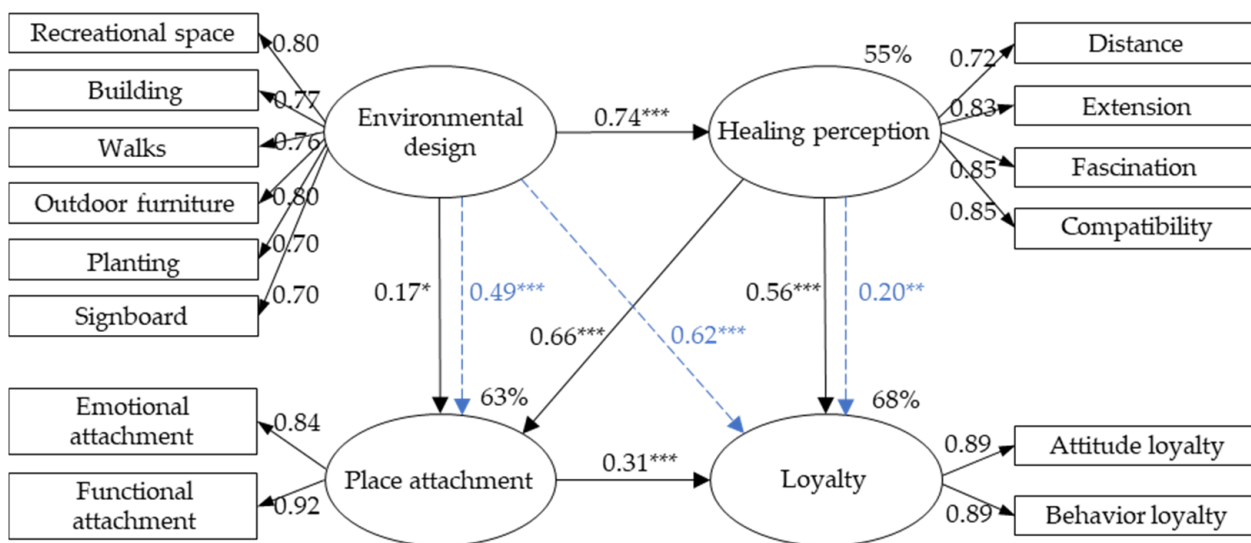 Recreational space
0.80
Building
0.77
Walks
0.76
Outdoor furniture
0.80
Planting
0.70
Signboard
0.70
Environmental
design
0.74***
55%
Healing perception
0.72
Distance
0.83
Extension
0.85
Fascination
0.85
Compatibility
0.17*
0.49***
0.66***
0.62***
0.56***
0.20**
Emotional
attachment
0.84
Functional
attachment
0.92
63%
Place attachment
0.31***
68%
Loyalty
0.89
Attitude loyalty
0.89
Behavior loyalty